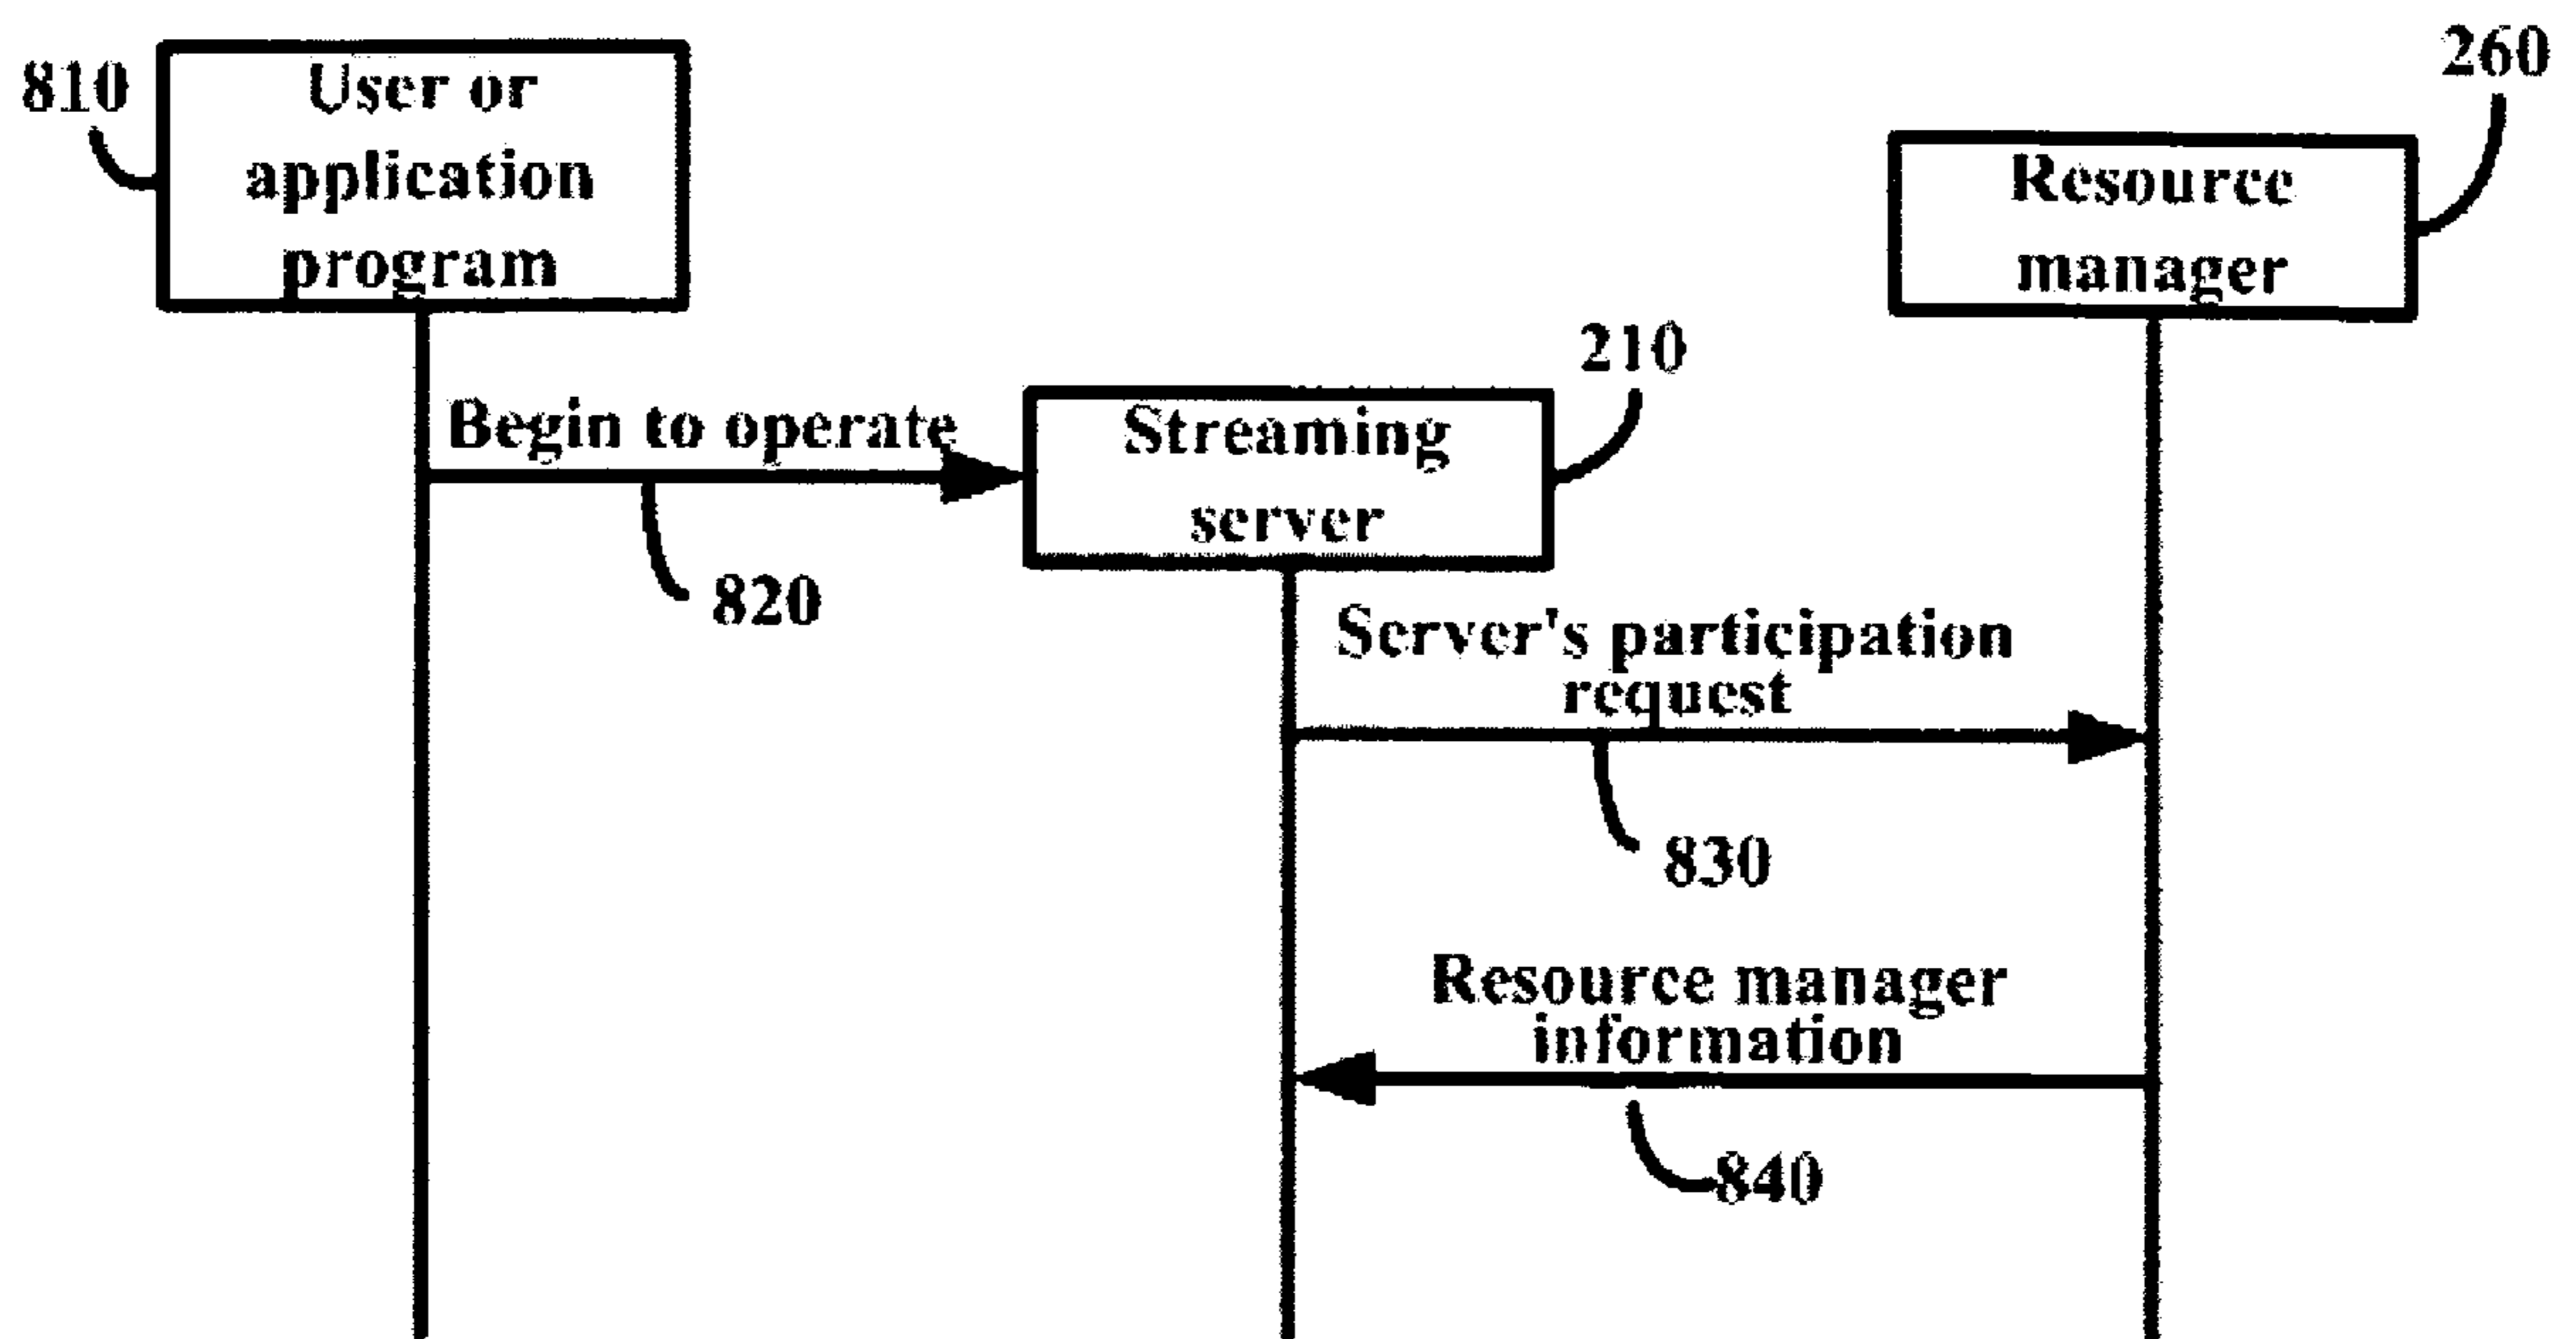 810
User or
application
program
260
Resource
manager
210
Begin to operate
Streaming
server
820
Server's participation
request
830
Resource manager
information
840